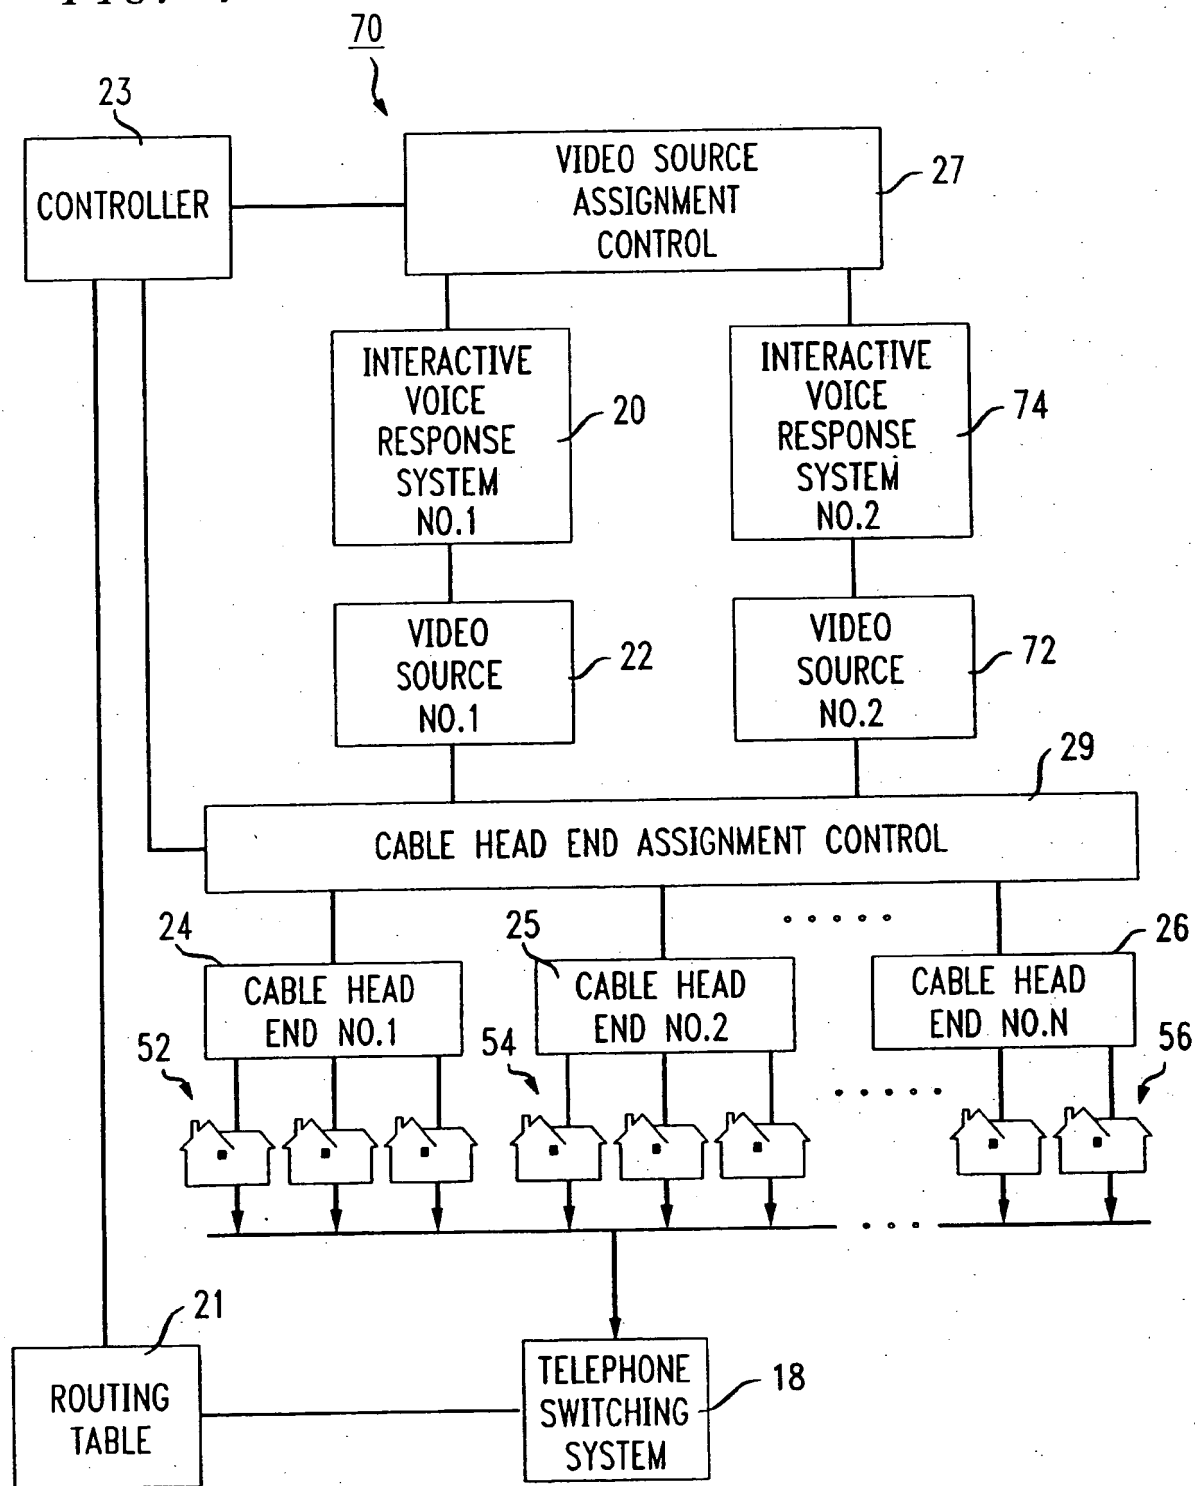 70
23
CONTROLLER
VIDEO SOURCE
ASSIGNMENT
CONTROL
27
INTERACTIVE
VOICE
RESPONSE
SYSTEM
NO.1
20
INTERACTIVE
VOICE
RESPONSE
SYSTEM
NO.2
74
VIDEO
SOURCE
NO.1
22
VIDEO
SOURCE
NO.2
72
29
CABLE HEAD END ASSIGNMENT CONTROL
24
CABLE HEAD
END NO.1
25
CABLE HEAD
END NO.2
26
CABLE HEAD
END NO.N
52
54
56
21
ROUTING
TABLE
TELEPHONE
SWITCHING
SYSTEM
18